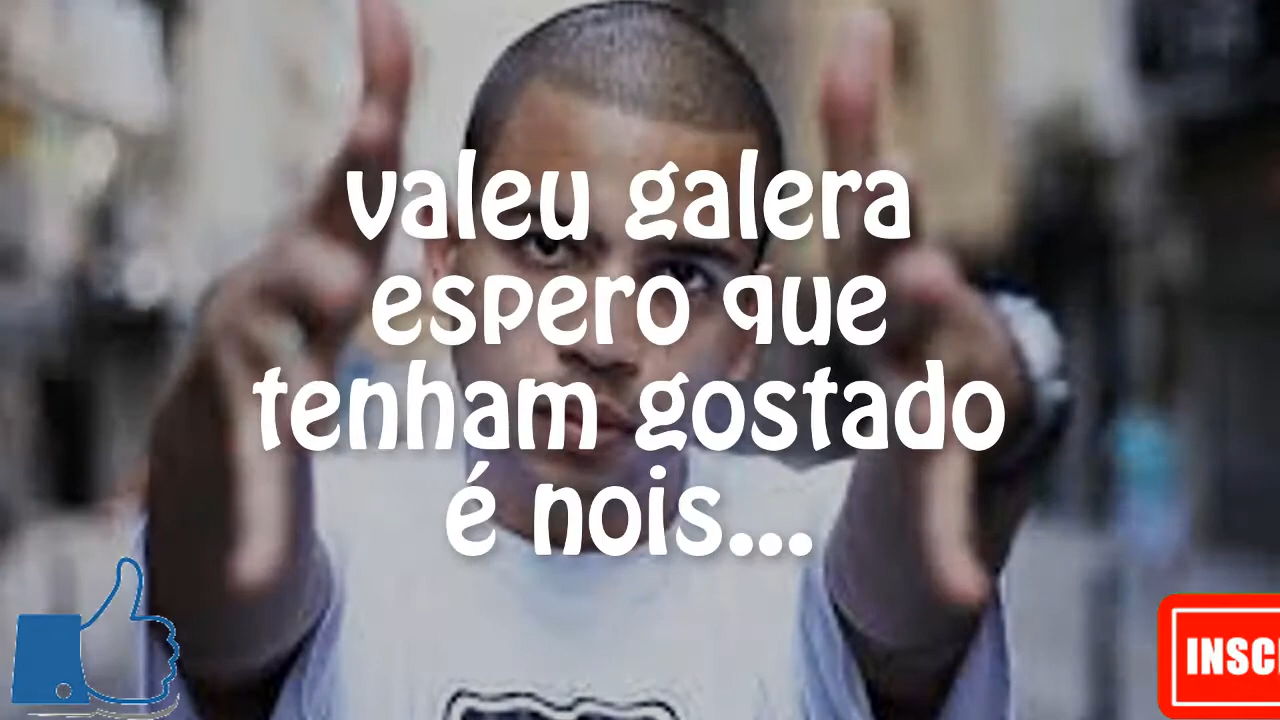 valeu galera
espero que
tenham gostado
é nois...
INSC